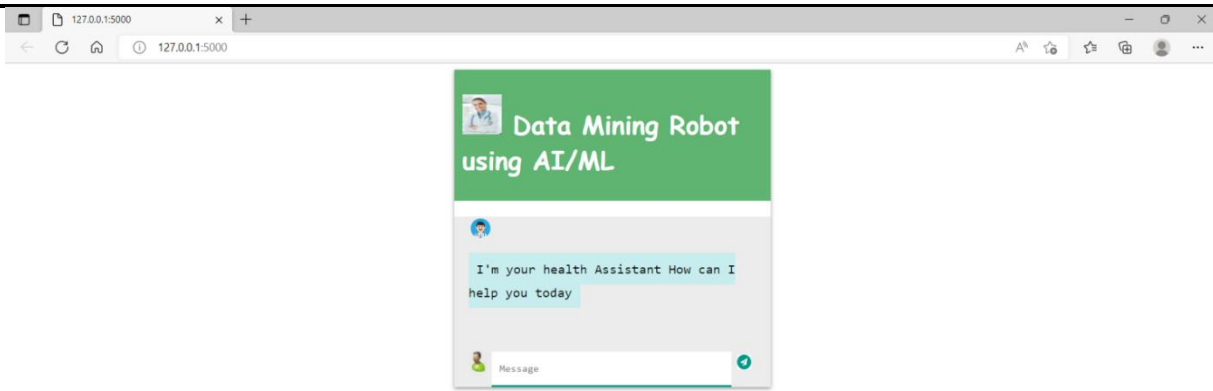 127.0.0.1:5000
127.0.0.1:5000
Data Mining Robot
using AI/ML
I'm your health Assistant How can I
help you today
Message